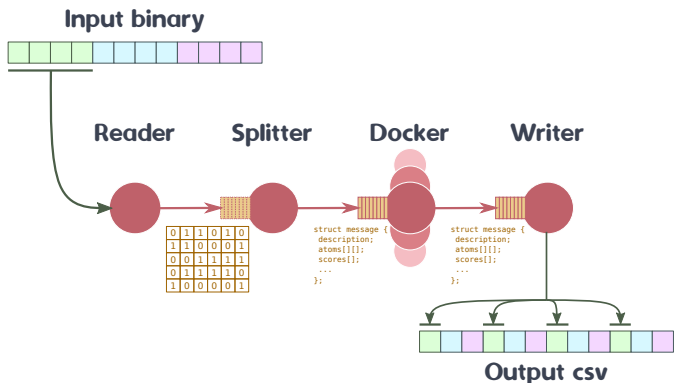 Input binary
Reader
Splitter
Docker
Writer
0 1 1 0 1 0
1 1 0 0 0 1
0 0 1 1 1 0
0 1 0 1 1 0
1 0 0 0 0 1
struct message {
description;
atoms[][];
scores[];
...
};
struct message {
description;
atoms[][];
scores[];
...
};
Output csv